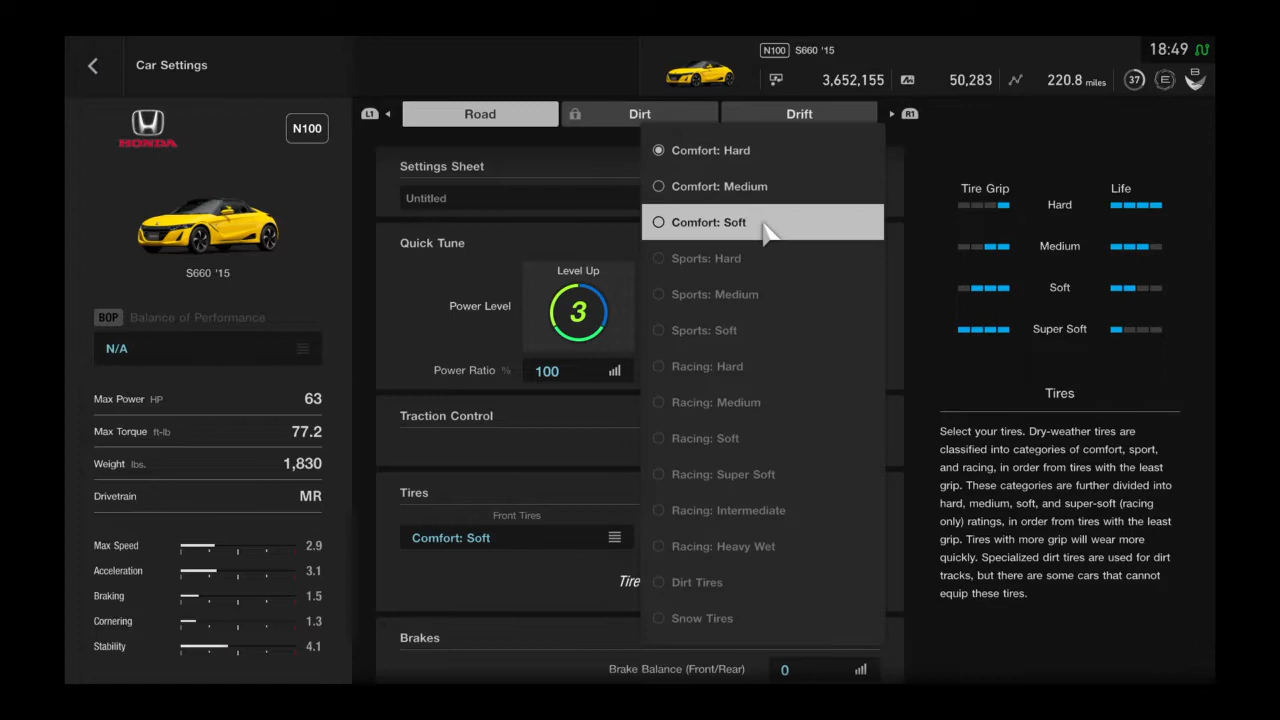 Car Settings
N100 S660 '15
18:49
3,652,155
50,283
220.8 miles
37
E
B
HONDA
N100
S660 '15
BOP Balance of Performance
N/A
Max Power HP 63
Max Torque ft-lb 77.2
Weight lbs. 1,830
Drivetrain MR
Max Speed 2.9
Acceleration 3.1
Braking 1.5
Cornering 1.3
Stability 4.1
L1 Road Dirt Drift R1
Settings Sheet
Untitled
Quick Tune
Level Up
Power Level 3
Power Ratio % 100
Traction Control
Tires
Front Tires
Comfort: Soft
Tire
Brakes
Brake Balance (Front/Rear) 0
Comfort: Hard
Comfort: Medium
Comfort: Soft
Sports: Hard
Sports: Medium
Sports: Soft
Racing: Hard
Racing: Medium
Racing: Soft
Racing: Super Soft
Racing: Intermediate
Racing: Heavy Wet
Dirt Tires
Snow Tires
Tire Grip Life
Hard
Medium
Soft
Super Soft
Tires
Select your tires. Dry-weather tires are
classified into categories of comfort, sport,
and racing, in order from tires with the least
grip. These categories are further divided into
hard, medium, soft, and super-soft (racing
only) ratings, in order from tires with the least
grip. Tires with more grip will wear more
quickly. Specialized dirt tires are used for dirt
tracks, but there are some cars that cannot
equip these tires.